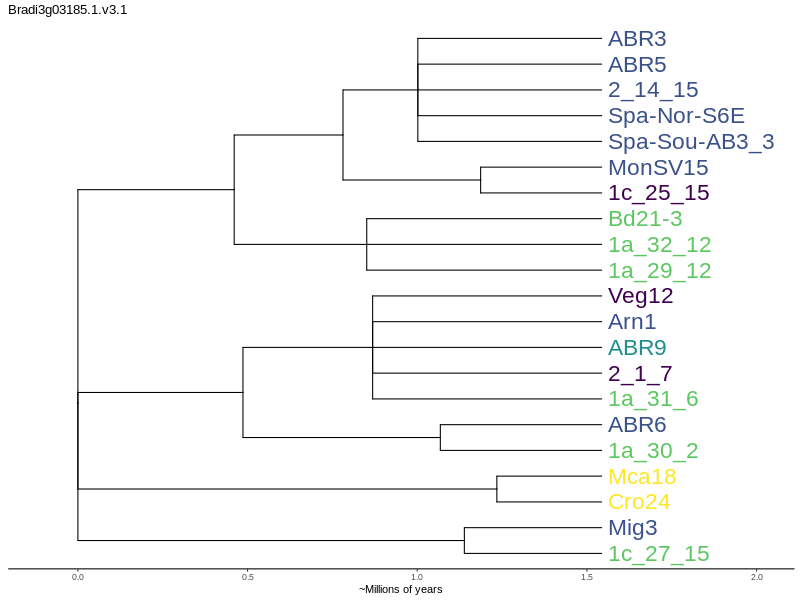 Bradi3g03185.1.v3.1
ABR3
ABR5
2_14_15
Spa-Nor-S6E
Spa-Sou-AB3_3
MonSV15
1c_25_15
Bd21-3
1a_32_12
1a_29_12
Veg12
Arn1
ABR9
2_1_7
1a_31_6
ABR6
1a_30_2
Mca18
Cro24
Mig3
1c_27_15
0.0 0.5 1.0 1.5 2.0
~Millions of years